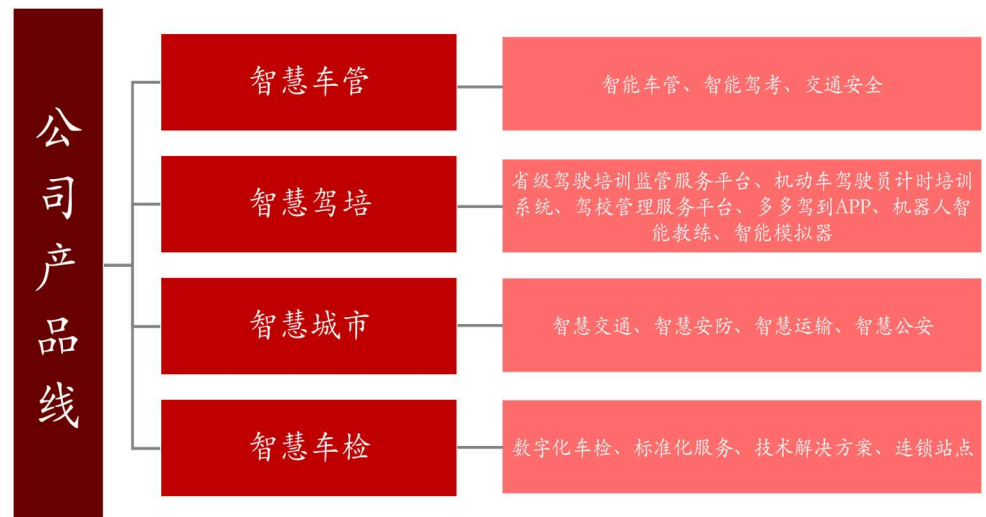 公司产品线
智慧车管
智能车管、智能驾考、交通安全
智慧驾培
省级驾驶培训监管服务平台、机动车驾驶员计时培训
系统、驾校管理服务平台、多多驾到APP、机器人智
能教练、智能模拟器
智慧城市
智慧交通、智慧安防、智慧运输、智慧公安
智慧车检
数字化车检、标准化服务、技术解决方案、连锁站点